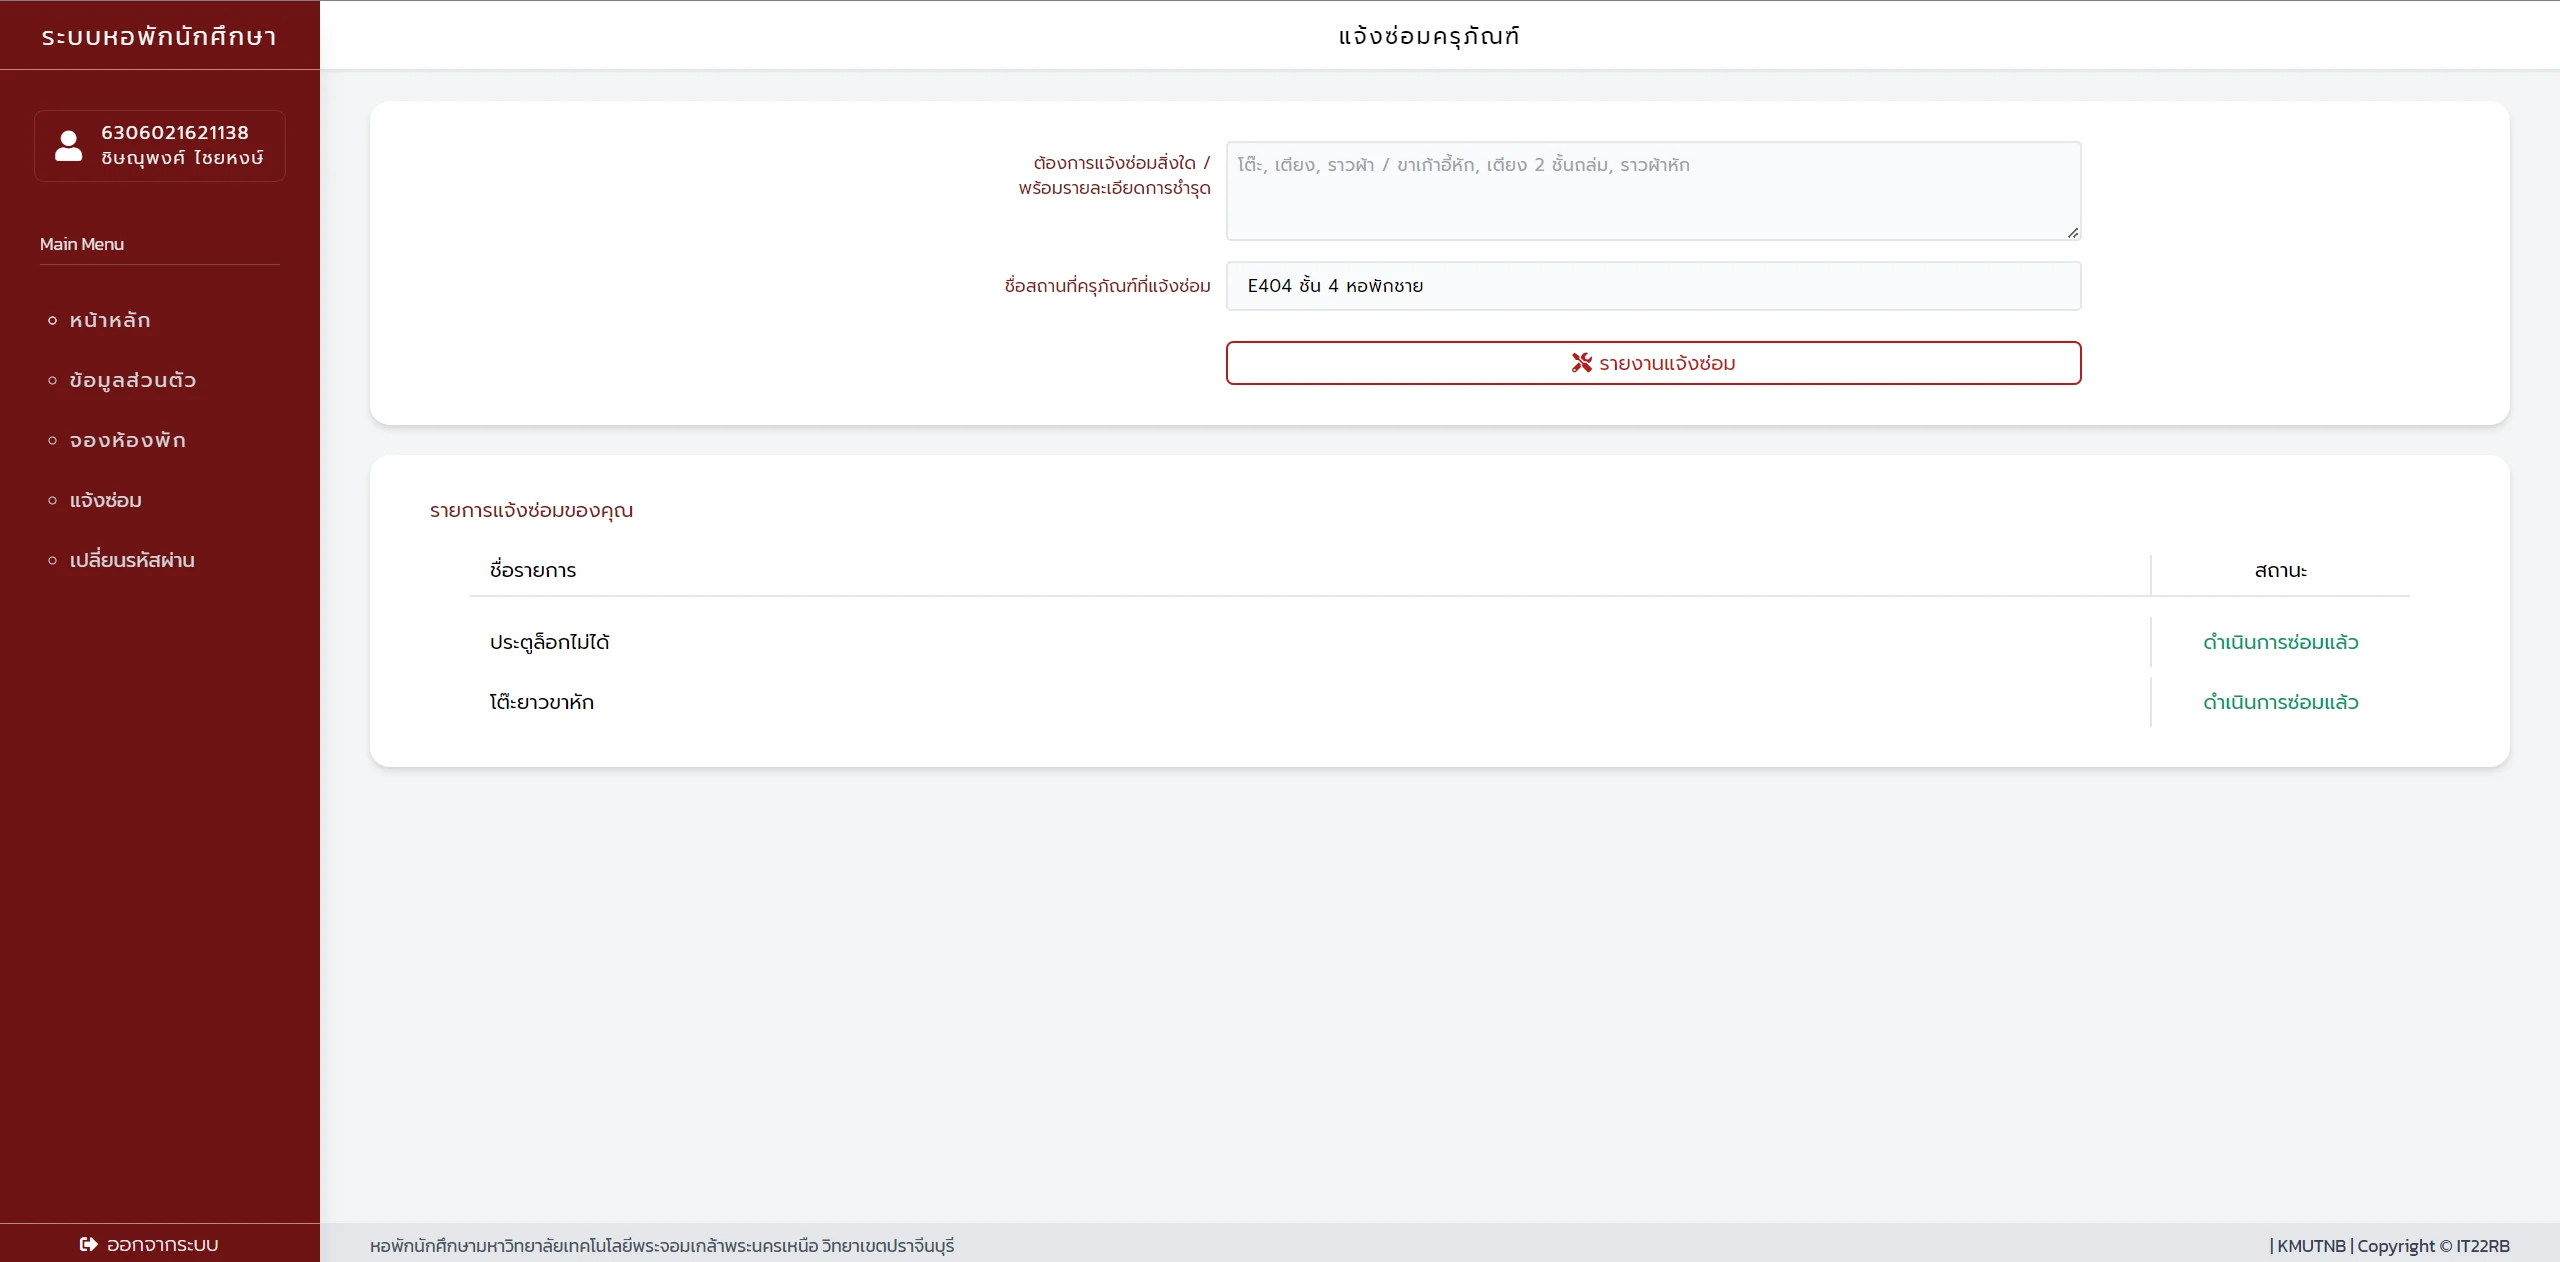 ระบบหอพักนักศึกษา
แจ้งซ่อมครุภัณฑ์
6306021621138
ชิษณุพงศ์ ไชยหงษ์
Main Menu
หน้าหลัก
ข้อมูลส่วนตัว
จองห้องพัก
แจ้งซ่อม
เปลี่ยนรหัสผ่าน
ออกจากระบบ
ต้องการแจ้งซ่อมสิ่งใด /
พร้อมรายละเอียดการชำรุด
โต๊ะ, เตียง, ราวผ้า / ขาเก้าอี้หัก, เตียง 2 ชั้นถล่ม, ราวผ้าหัก
ชื่อสถานที่ครุภัณฑ์ที่แจ้งซ่อม
E404 ชั้น 4 หอพักชาย
รายงานแจ้งซ่อม
รายการแจ้งซ่อมของคุณ
ชื่อรายการ
สถานะ
ประตูล็อกไม่ได้
ดำเนินการซ่อมแล้ว
โต๊ะยาวขาหัก
ดำเนินการซ่อมแล้ว
หอพักนักศึกษามหาวิทยาลัยเทคโนโลยีพระจอมเกล้าพระนครเหนือ วิทยาเขตปราจีนบุรี
| KMUTNB | Copyright © IT22RB